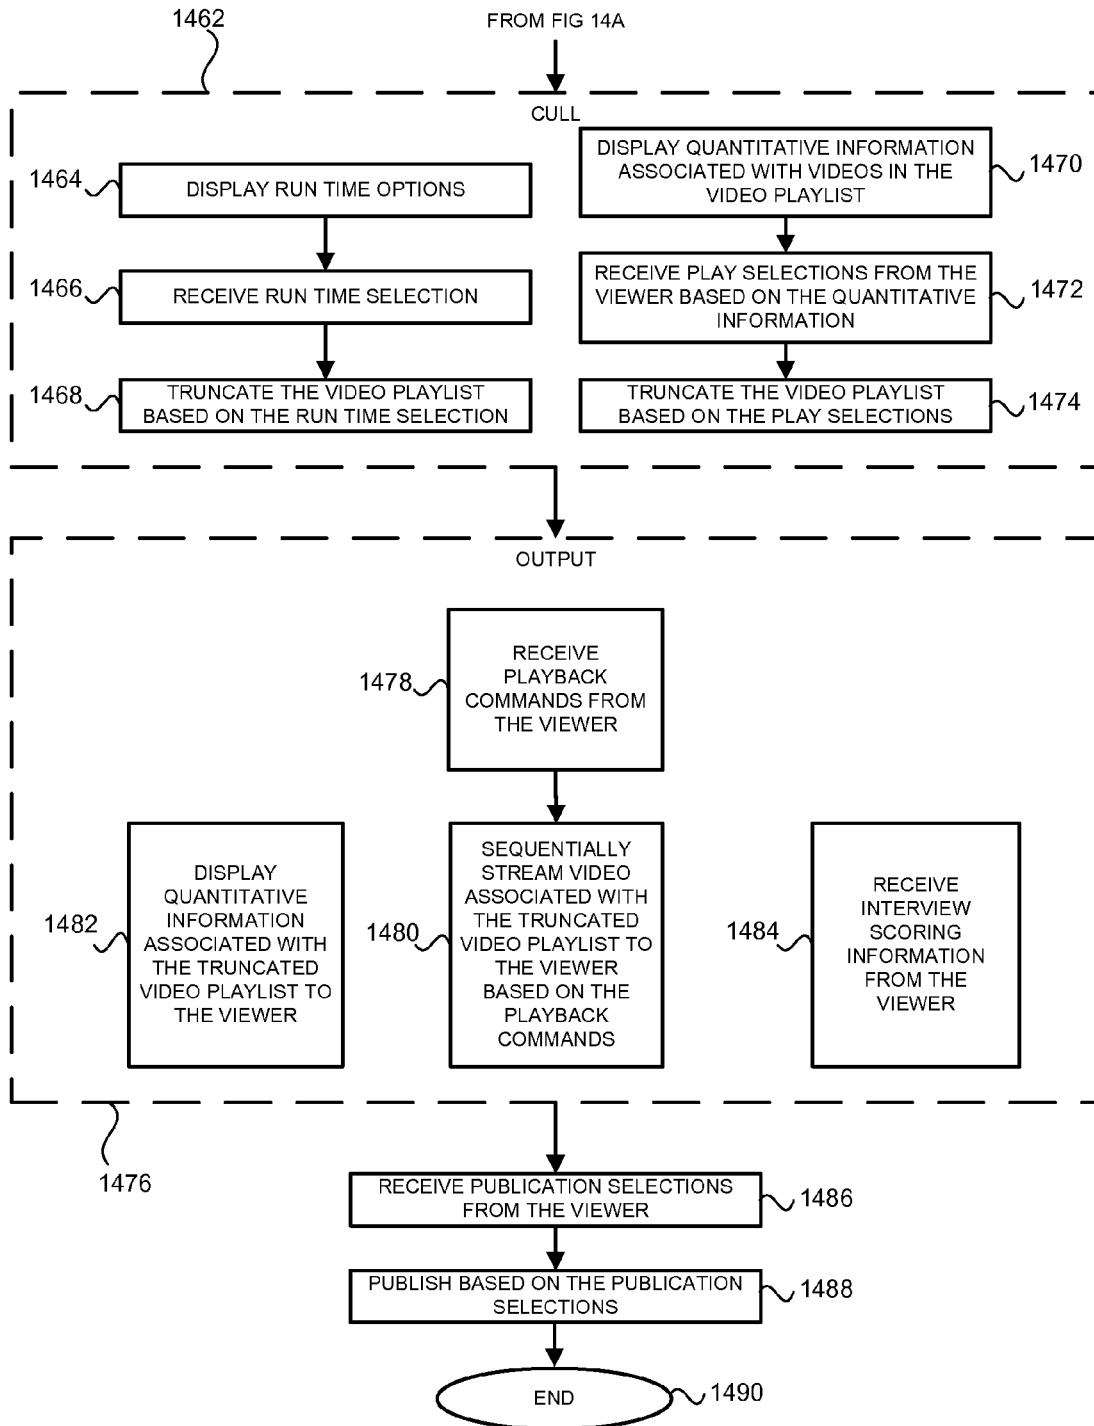 1462
FROM FIG 14A
CULL
1464
DISPLAY RUN TIME OPTIONS
1466
RECEIVE RUN TIME SELECTION
1468
TRUNCATE THE VIDEO PLAYLIST
BASED ON THE RUN TIME SELECTION
DISPLAY QUANTITATIVE INFORMATION
ASSOCIATED WITH VIDEOS IN THE
VIDEO PLAYLIST
1470
RECEIVE PLAY SELECTIONS FROM THE
VIEWER BASED ON THE QUANTITATIVE
INFORMATION
1472
TRUNCATE THE VIDEO PLAYLIST
BASED ON THE PLAY SELECTIONS
1474
OUTPUT
1478
RECEIVE
PLAYBACK
COMMANDS FROM
THE VIEWER
1482
DISPLAY
QUANTITATIVE
INFORMATION
ASSOCIATED WITH
THE TRUNCATED
VIDEO PLAYLIST TO
THE VIEWER
1480
SEQUENTIALLY
STREAM VIDEO
ASSOCIATED WITH
THE TRUNCATED
VIDEO PLAYLIST TO
THE VIEWER
BASED ON THE
PLAYBACK
COMMANDS
1484
RECEIVE
INTERVIEW
SCORING
INFORMATION
FROM THE
VIEWER
1476
RECEIVE PUBLICATION SELECTIONS
FROM THE VIEWER
1486
PUBLISH BASED ON THE PUBLICATION
SELECTIONS
1488
END
1490